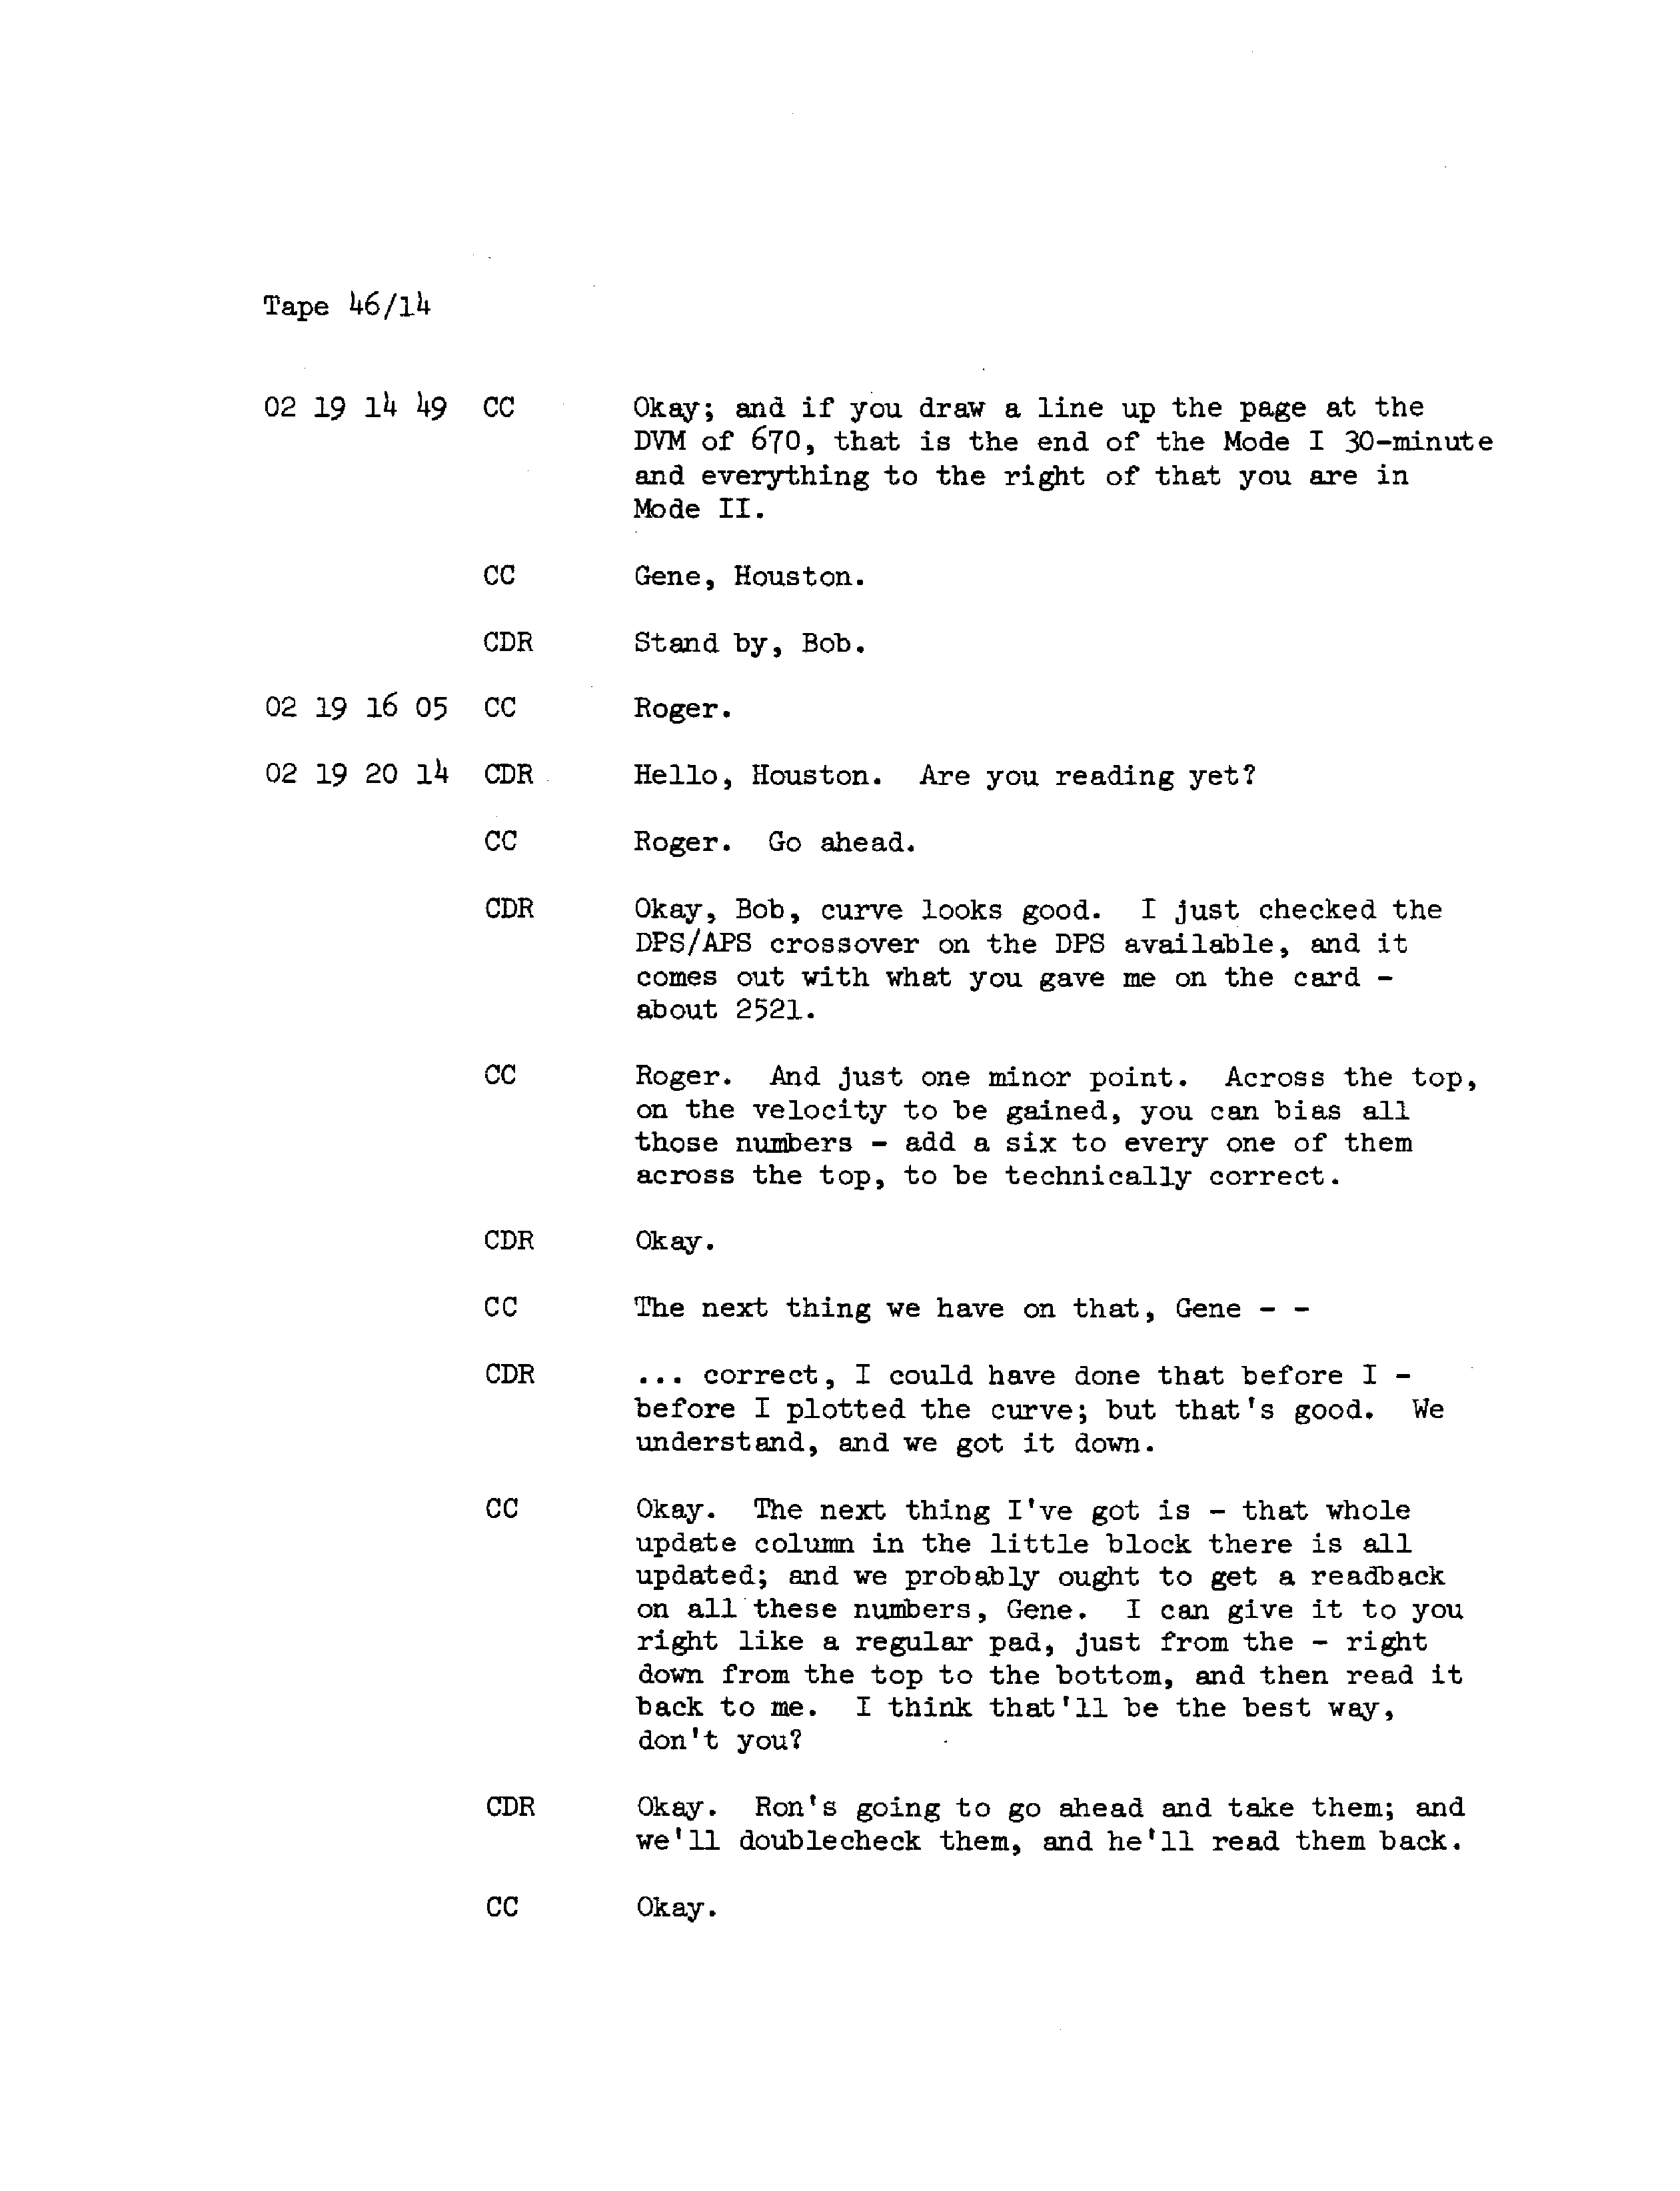 Tape 46/14
02 19 14 49 CC Okay; and if you draw a line up the page at the
DVM of 670, that is the end of the Mode I 30-minute
and everything to the right of that you are in
Mode II.
CC Gene, Houston.
CDR Stand by, Bob.
02 19 16 05 CC Roger.
02 19 20 14 CDR Hello, Houston. Are you reading yet?
CC Roger. Go ahead.
CDR Okay, Bob, curve looks good. I just checked the
DPS/APS crossover on the DPS available, and it
comes out with what you gave me on the card -
about 2521.
CC Roger. And just one minor point. Across the top,
on the velocity to be gained, you can bias all
those numbers - add a six to every one of them
across the top, to be technically correct.
CDR Okay.
CC The next thing we have on that, Gene - -
CDR ... correct, I could have done that before I -
before I plotted the curve; but that's good. We
understand, and we got it down.
CC Okay. The next thing I've got is - that whole
update column in the little block there is all
updated; and we probably ought to get a readback
on all these numbers, Gene. I can give it to you
right like a regular pad, just from the - right
down from the top to the bottom, and then read it
back to me. I think that'll be the best way,
don't you?
CDR Okay. Ron's going to go ahead and take them; and
we'll doublecheck them, and he'll read them back.
CC Okay.